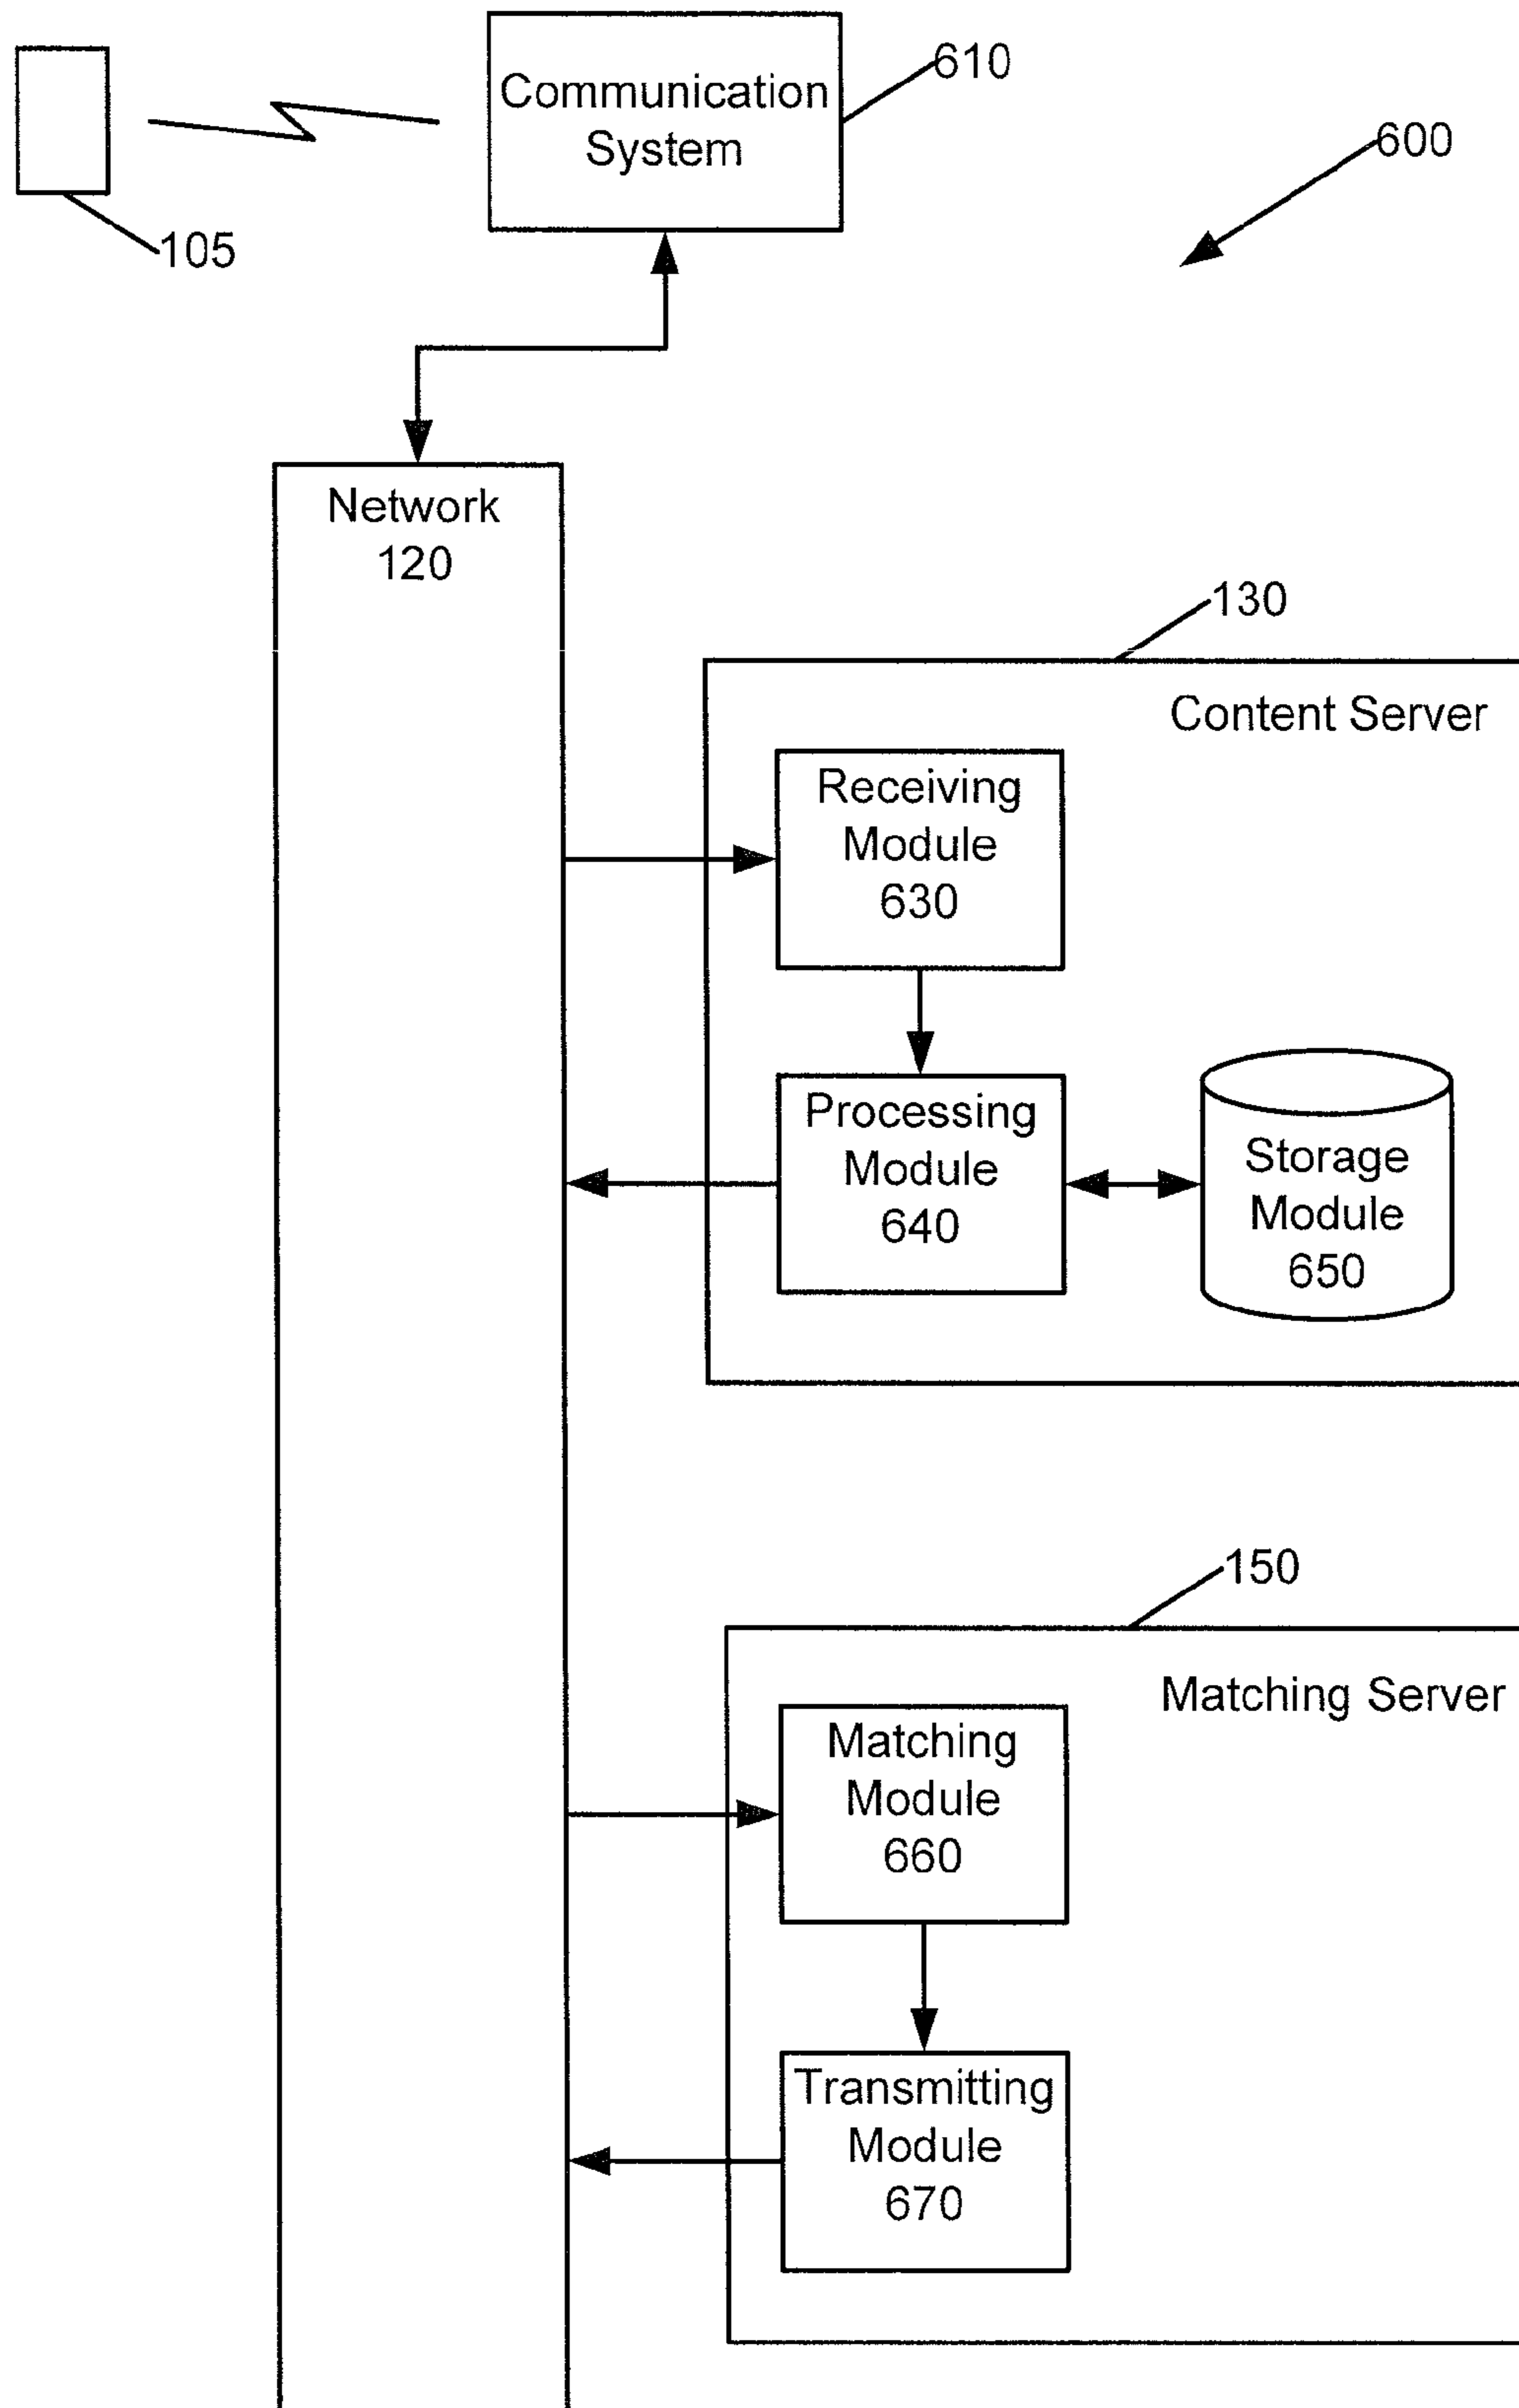 Communication
System
610
600
105
Network
120
130
Content Server
Receiving
Module
630
Processing
Module
640
Storage
Module
650
150
Matching Server
Matching
Module
660
Transmitting
Module
670